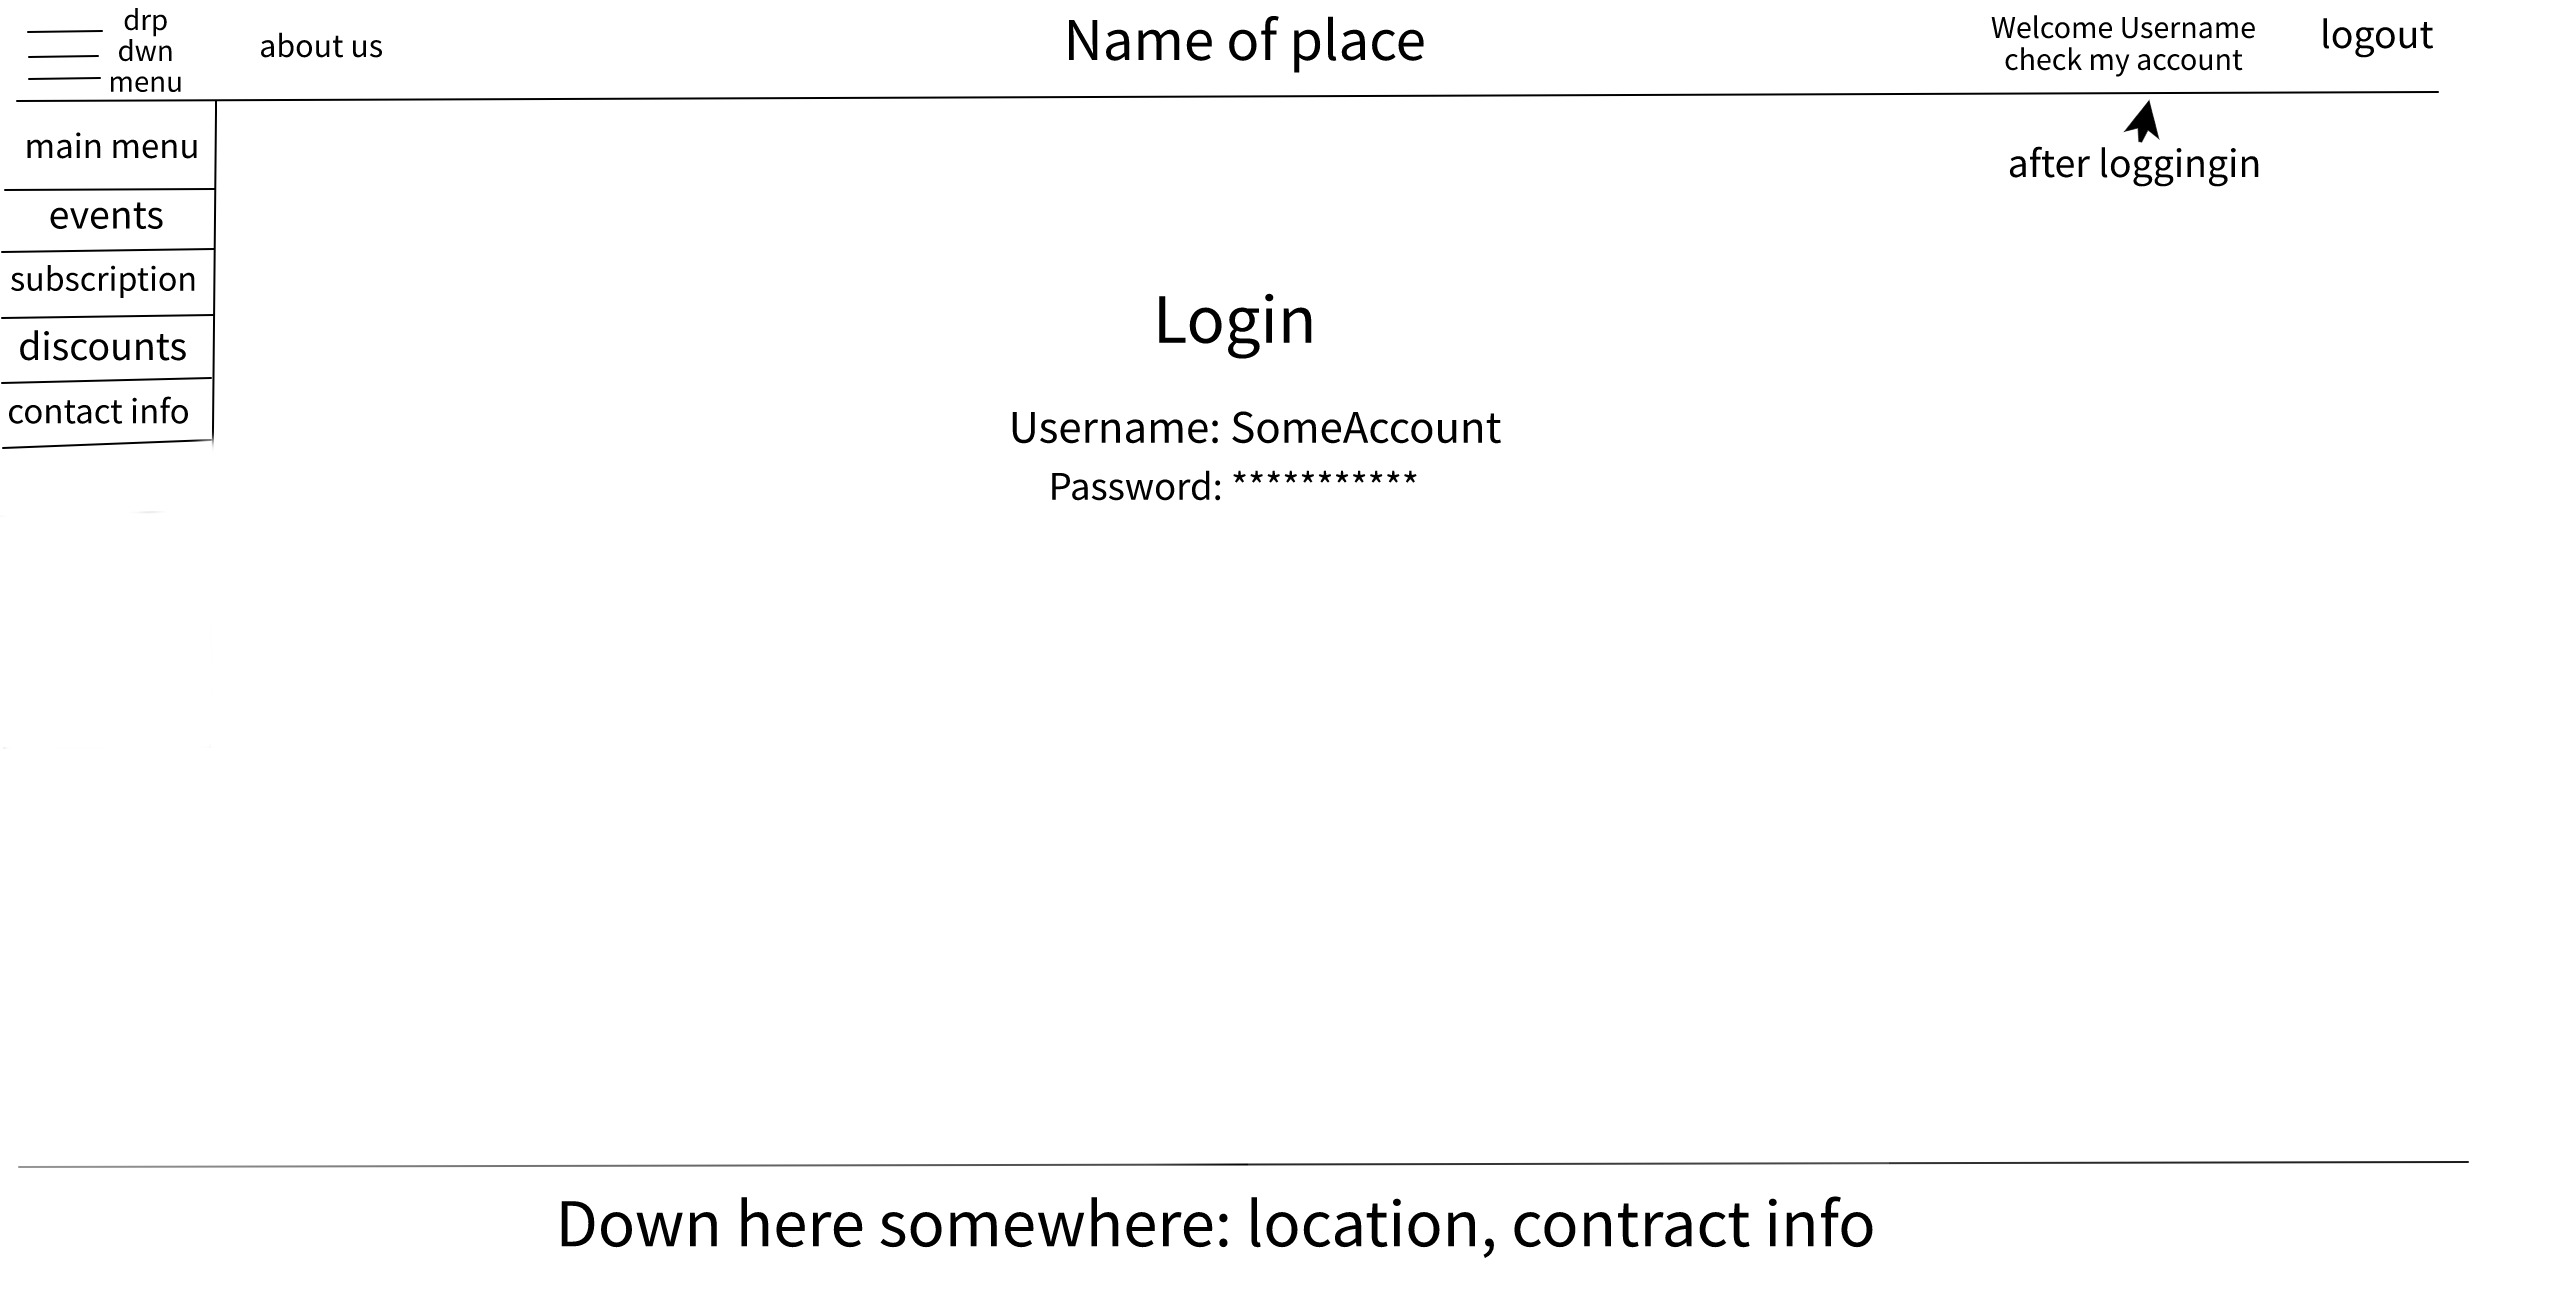 drp
dwn
menu
about us
Name of place
Welcome Username
check my account
logout
main menu
after loggingin
events
subscription
discounts
contact info
Login
Username: SomeAccount
Password: ***********
Down here somewhere: location, contract info